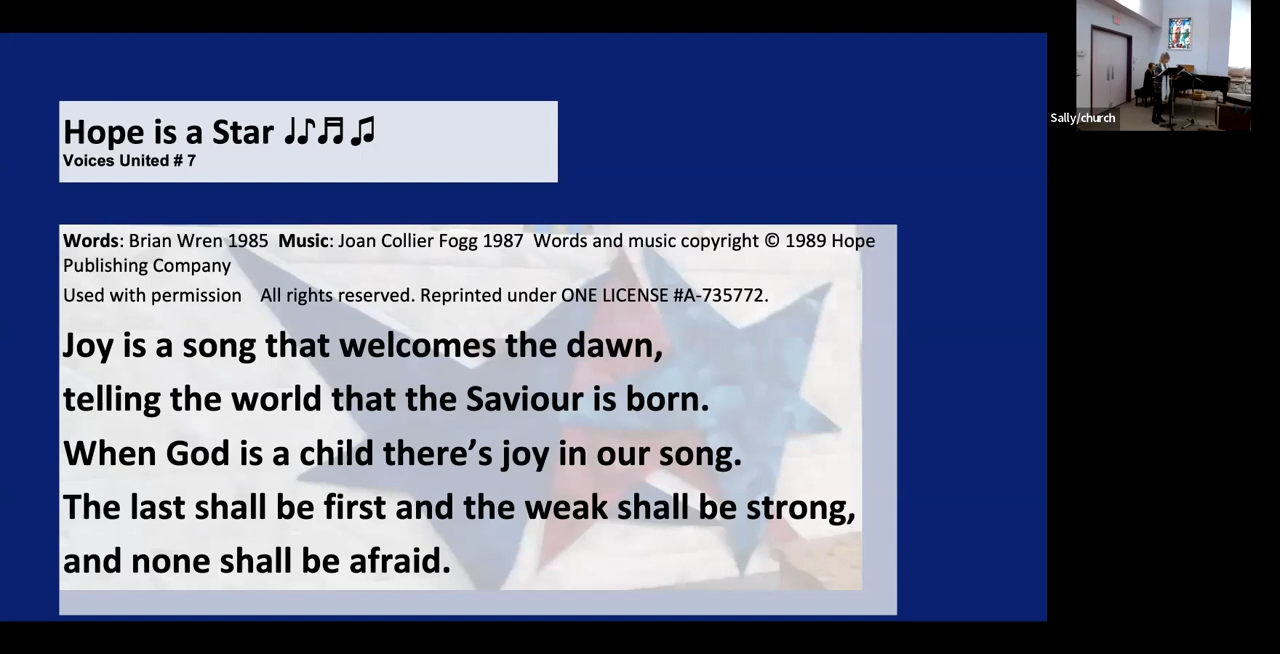 Hope is a Star ♩♪♬♫
Voices United # 7
Words: Brian Wren 1985 Music: Joan Collier Fogg 1987 Words and music copyright © 1989 Hope
Publishing Company
Used with permission All rights reserved. Reprinted under ONE LICENSE #A-735772.
Joy is a song that welcomes the dawn,
telling the world that the Saviour is born.
When God is a child there’s joy in our song.
The last shall be first and the weak shall be strong,
and none shall be afraid.
Sally/church